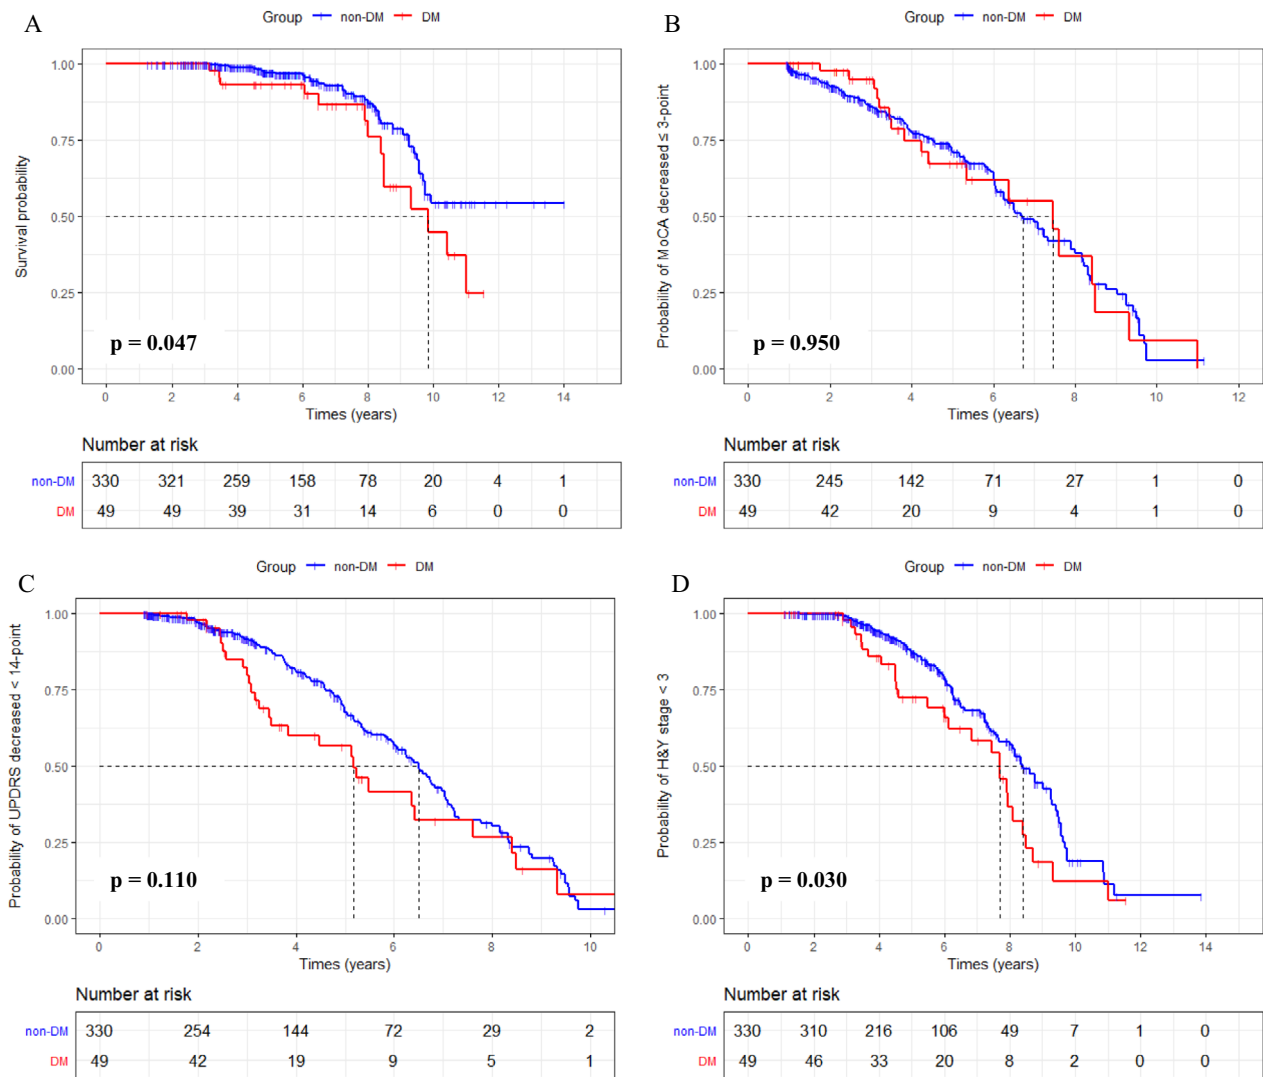 A
Group non-DM DM
Survival probability
1.00
0.75
0.50
0.25
0.00
p = 0.047
0 2 4 6 8 10 12 14
Times (years)
Number at risk
non-DM 330 321 259 158 78 20 4 1
DM 49 49 39 31 14 6 0 0
B
Group non-DM DM
Probability of MoCA decreased ≤ 3-point
1.00
0.75
0.50
0.25
0.00
p = 0.950
0 2 4 6 8 10 12
Times (years)
Number at risk
non-DM 330 245 142 71 27 1 0
DM 49 42 20 9 4 1 0
C
Group non-DM DM
Probability of UPDRS decreased < 14-point
1.00
0.75
0.50
0.25
0.00
p = 0.110
0 2 4 6 8 10
Times (years)
Number at risk
non-DM 330 254 144 72 29 2
DM 49 42 19 9 5 1
D
Group non-DM DM
Probability of H&Y stage < 3
1.00
0.75
0.50
0.25
0.00
p = 0.030
0 2 4 6 8 10 12 14
Times (years)
Number at risk
non-DM 330 310 216 106 49 7 1 0
DM 49 46 33 20 8 2 0 0